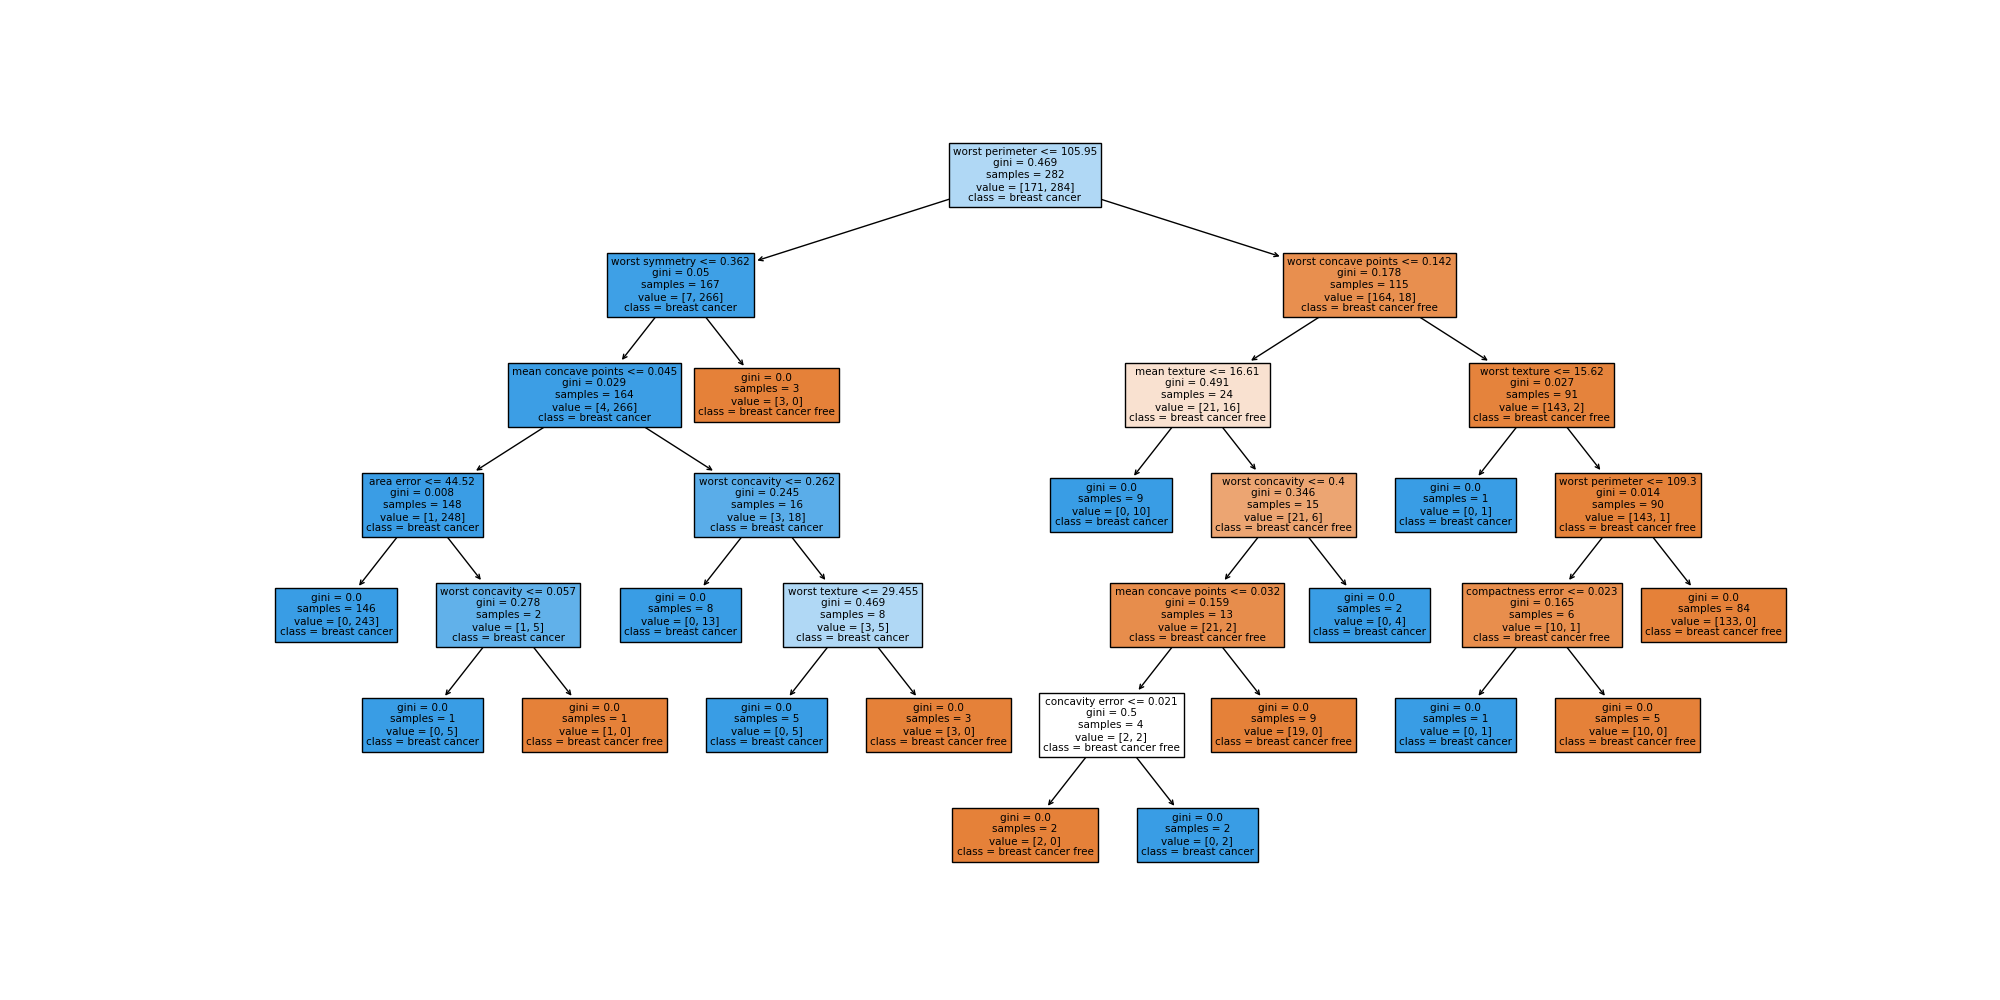 worst perimeter <= 105.95
gini = 0.469
samples = 282
value = [171, 284]
class = breast cancer
worst symmetry <= 0.362
gini = 0.05
samples = 167
value = [7, 266]
class = breast cancer
worst concave points <= 0.142
gini = 0.178
samples = 115
value = [164, 18]
class = breast cancer free
mean concave points <= 0.045
gini = 0.029
samples = 164
value = [4, 266]
class = breast cancer
gini = 0.0
samples = 3
value = [3, 0]
class = breast cancer free
mean texture <= 16.61
gini = 0.491
samples = 24
value = [21, 16]
class = breast cancer free
worst texture <= 15.62
gini = 0.027
samples = 91
value = [143, 2]
class = breast cancer free
area error <= 44.52
gini = 0.008
samples = 148
value = [1, 248]
class = breast cancer
worst concavity <= 0.262
gini = 0.245
samples = 16
value = [3, 18]
class = breast cancer
gini = 0.0
samples = 9
value = [0, 10]
class = breast cancer
worst concavity <= 0.4
gini = 0.346
samples = 15
value = [21, 6]
class = breast cancer free
gini = 0.0
samples = 1
value = [0, 1]
class = breast cancer
worst perimeter <= 109.3
gini = 0.014
samples = 90
value = [143, 1]
class = breast cancer free
gini = 0.0
samples = 146
value = [0, 243]
class = breast cancer
worst concavity <= 0.057
gini = 0.278
samples = 2
value = [1, 5]
class = breast cancer
gini = 0.0
samples = 8
value = [0, 13]
class = breast cancer
worst texture <= 29.455
gini = 0.469
samples = 8
value = [3, 5]
class = breast cancer
mean concave points <= 0.032
gini = 0.159
samples = 13
value = [21, 2]
class = breast cancer free
gini = 0.0
samples = 2
value = [0, 4]
class = breast cancer
compactness error <= 0.023
gini = 0.165
samples = 6
value = [10, 1]
class = breast cancer free
gini = 0.0
samples = 84
value = [133, 0]
class = breast cancer free
gini = 0.0
samples = 1
value = [0, 5]
class = breast cancer
gini = 0.0
samples = 1
value = [1, 0]
class = breast cancer free
gini = 0.0
samples = 5
value = [0, 5]
class = breast cancer
gini = 0.0
samples = 3
value = [3, 0]
class = breast cancer free
concavity error <= 0.021
gini = 0.5
samples = 4
value = [2, 2]
class = breast cancer free
gini = 0.0
samples = 9
value = [19, 0]
class = breast cancer free
gini = 0.0
samples = 1
value = [0, 1]
class = breast cancer
gini = 0.0
samples = 5
value = [10, 0]
class = breast cancer free
gini = 0.0
samples = 2
value = [2, 0]
class = breast cancer free
gini = 0.0
samples = 2
value = [0, 2]
class = breast cancer